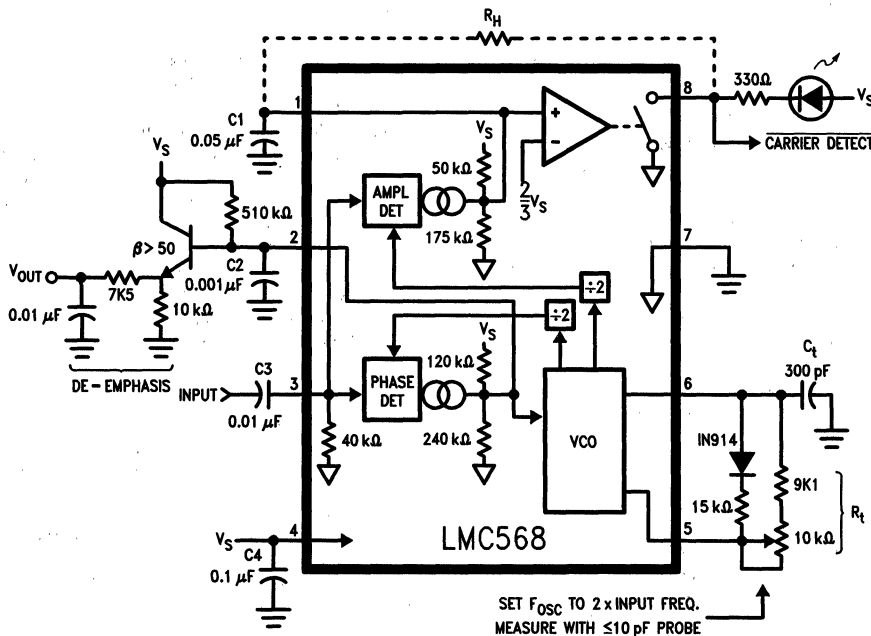 R_H
1
8
330Ω
V_S
C1
0.05 µF
CARRIER DETECT
V_S
50 kΩ
+
−
2/3 V_S
AMPL
DET
175 kΩ
V_S
510 kΩ
β > 50
2
7
C2
0.001 µF
V_OUT
7K5
10 kΩ
0.01 µF
DE-EMPHASIS
÷2
÷2
V_S
120 kΩ
INPUT
C3
0.01 µF
3
PHASE
DET
240 kΩ
40 kΩ
VCO
6
C_t
300 pF
IN914
9K1
15 kΩ
10 kΩ
R_t
5
V_S
4
C4
0.1 µF
LMC568
SET F_OSC TO 2 x INPUT FREQ.
MEASURE WITH ≤10 pF PROBE